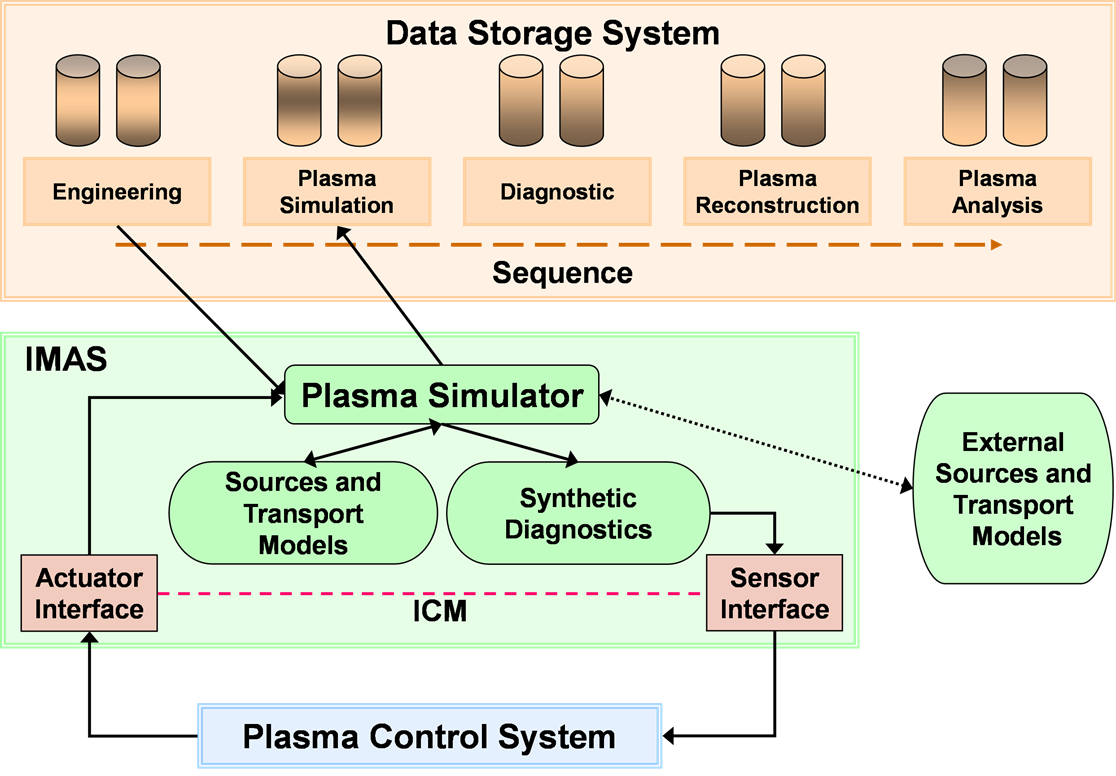 Data Storage System
Engineering
Plasma
Simulation
Diagnostic
Plasma
Reconstruction
Plasma
Analysis
Sequence
IMAS
Plasma Simulator
Sources and
Transport
Models
Synthetic
Diagnostics
External
Sources and
Transport
Models
Actuator
Interface
ICM
Sensor
Interface
Plasma Control System